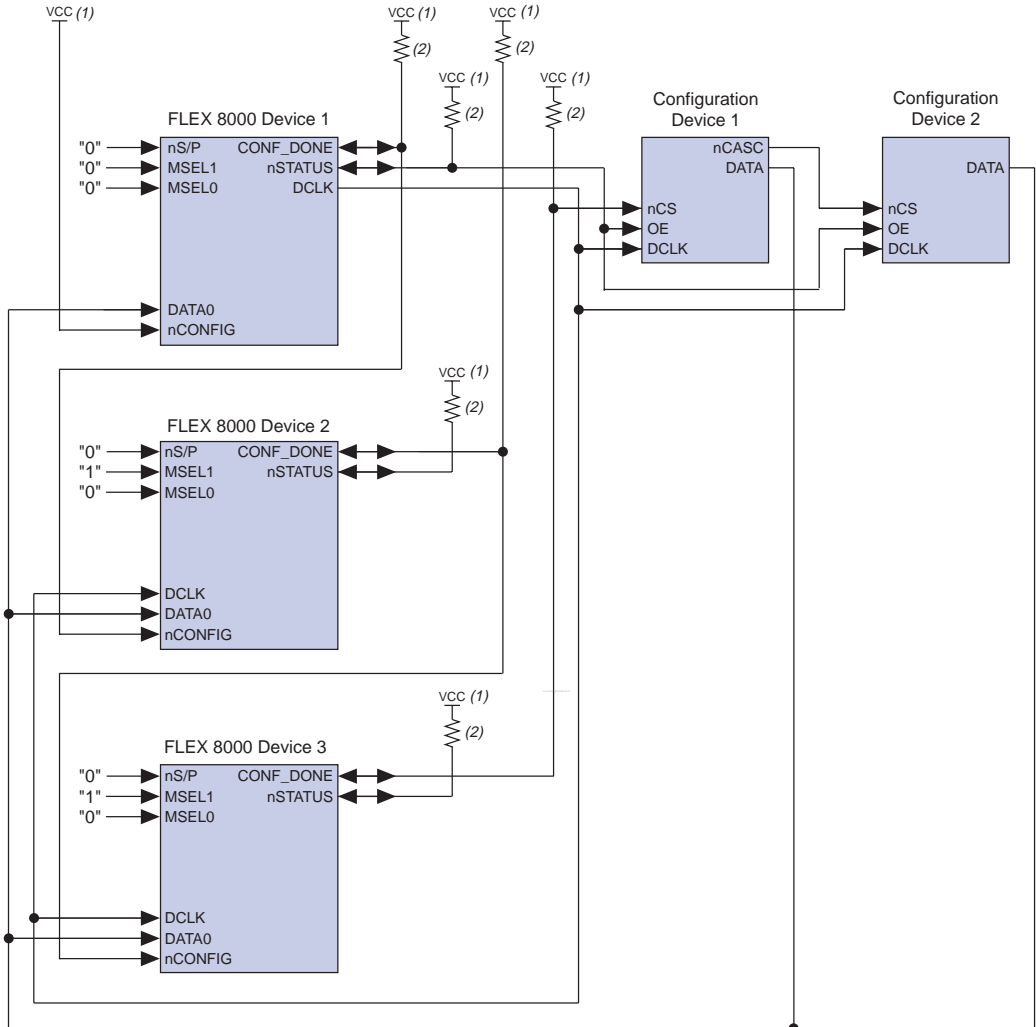 VCC (1)
VCC (1)
(2)
VCC (1)
(2)
VCC (1)
(2)
VCC (1)
(2)
FLEX 8000 Device 1
"0"
"0"
"0"
nS/P
MSEL1
MSEL0
CONF_DONE
nSTATUS
DCLK
DATA0
nCONFIG
Configuration
Device 1
nCASC
DATA
nCS
OE
DCLK
Configuration
Device 2
DATA
nCS
OE
DCLK
VCC (1)
(2)
FLEX 8000 Device 2
"0"
"1"
"0"
nS/P
MSEL1
MSEL0
CONF_DONE
nSTATUS
DCLK
DATA0
nCONFIG
VCC (1)
(2)
FLEX 8000 Device 3
"0"
"1"
"0"
nS/P
MSEL1
MSEL0
CONF_DONE
nSTATUS
DCLK
DATA0
nCONFIG